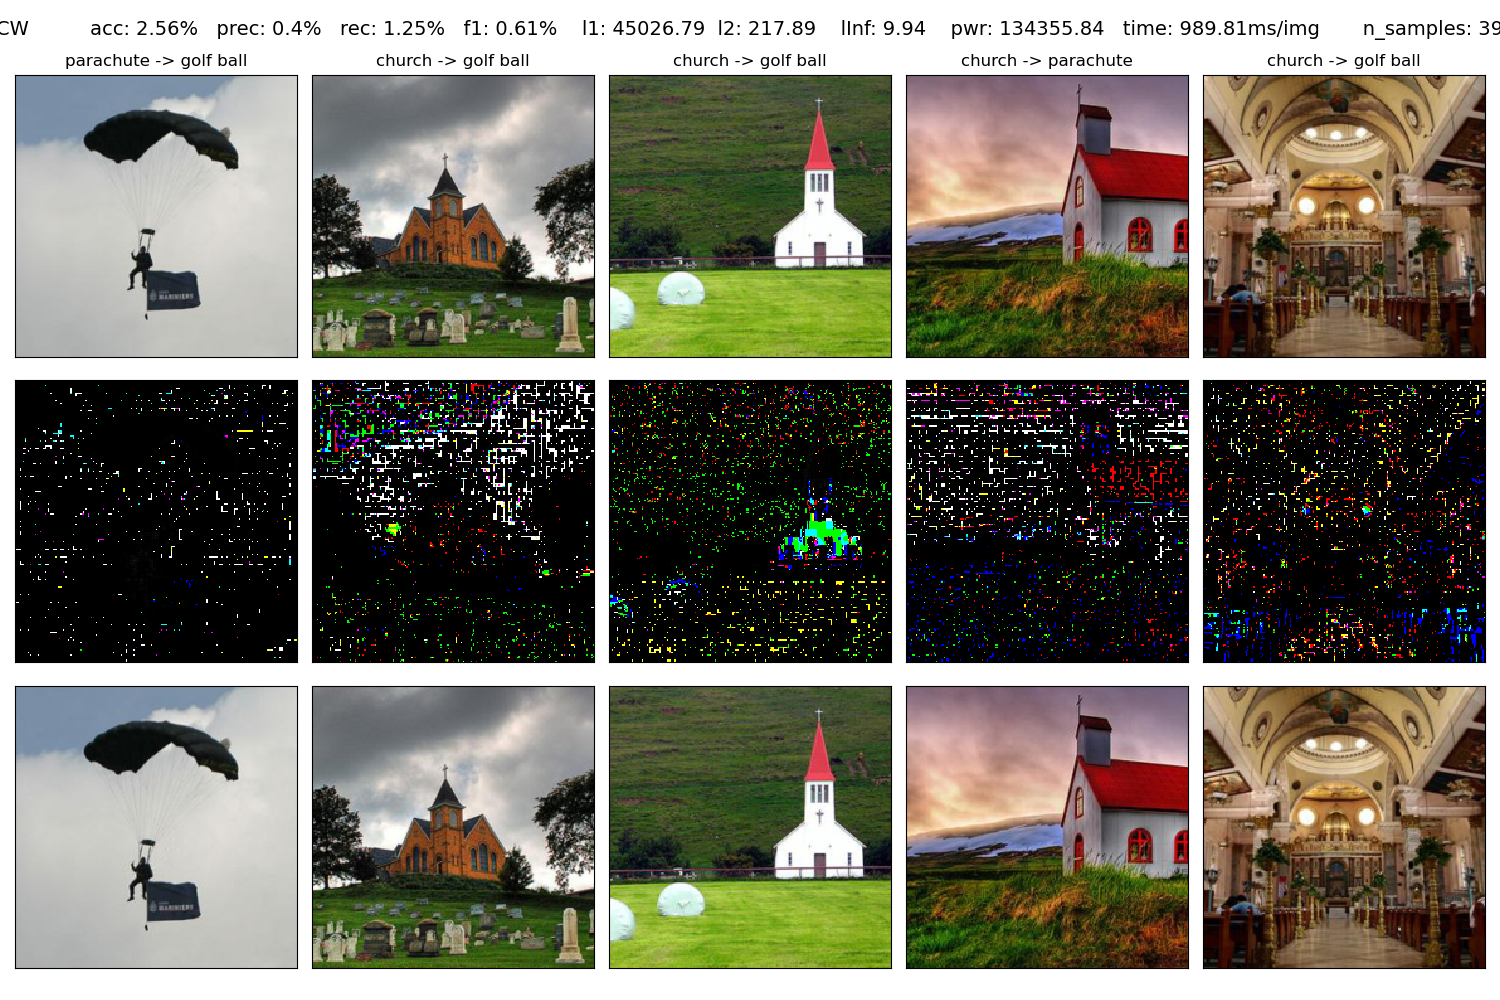 CW acc: 2.56% prec: 0.4% rec: 1.25% f1: 0.61% l1: 45026.79 l2: 217.89 lInf: 9.94 pwr: 134355.84 time: 989.81ms/img n_samples: 39
parachute -> golf ball
church -> golf ball
church -> golf ball
church -> parachute
church -> golf ball
MARINIERS
MARINIERS